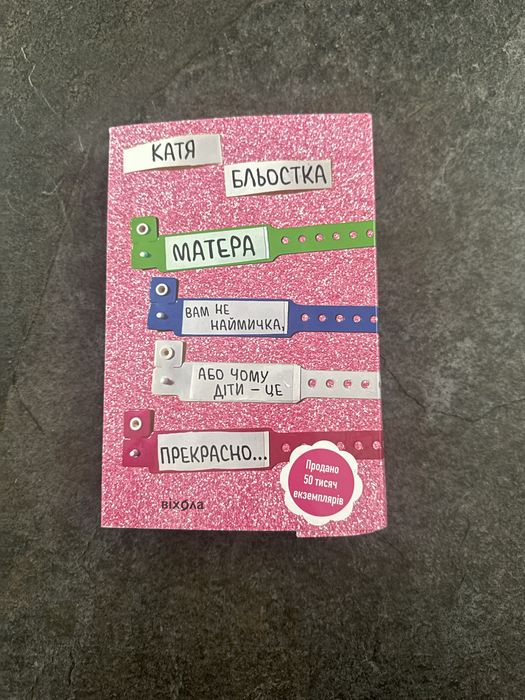 КАТЯ
БЛЬОСТКА
МАТЕРА
ВАМ НЕ
НАЙМИЧКА,
АБО ЧОМУ
ДІТИ – ЦЕ
ПРЕКРАСНО...
Продано
50 тисяч
екземплярів
віхола